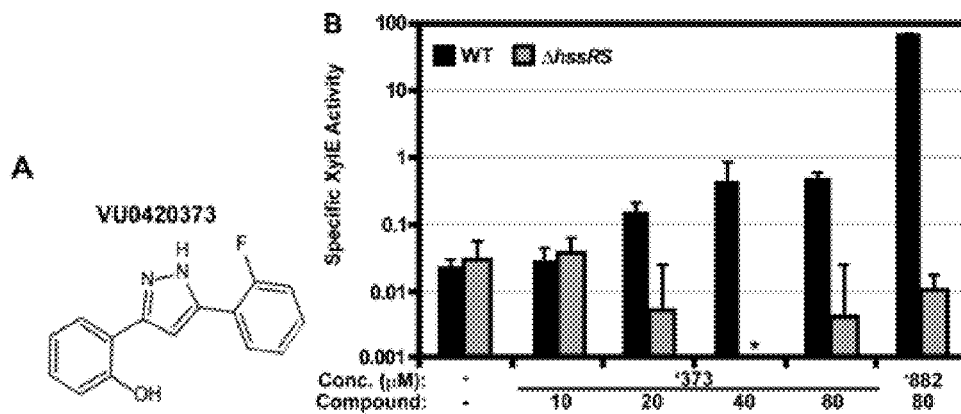 A
VU0420373
H
N
N
F
OH
B
WT ΔhssRS
Specific XylE Activity
100
10
1
0.1
0.01
0.001
*
Conc. (µM): '373 '882
Compound: - 10 20 40 80